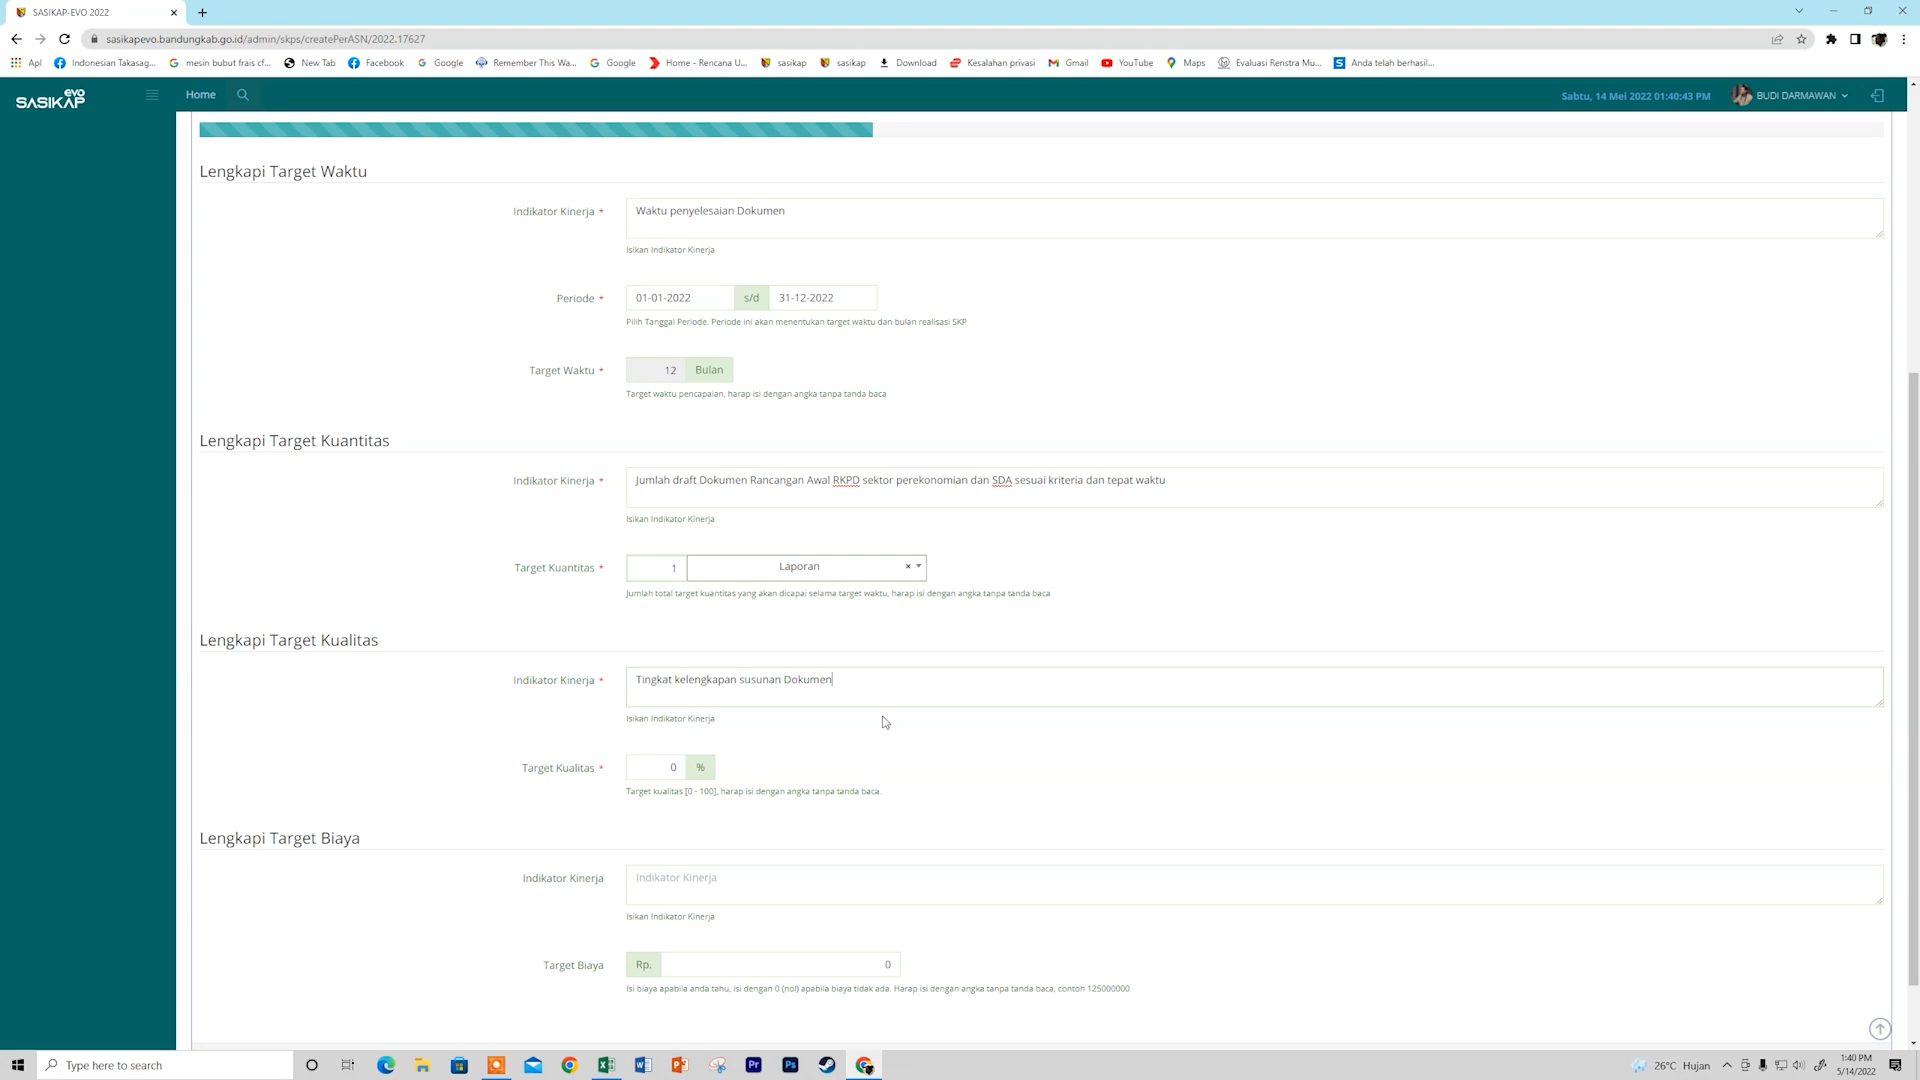 SASIKAP-EVO 2022
sasikapevo.bandungkab.go.id/admin/skps/createPerASN/2022.17627
Apl
Indonesian Takasag...
mesin bubut frais cf...
New Tab
Facebook
Google
Remember This Wa...
Google
Home - Rencana U...
sasikap
sasikap
Download
Kesalahan privasi
Gmail
YouTube
Maps
Evaluasi Renstra Mu...
Anda telah berhasil...
SASIKAP evo
Home
Sabtu, 14 Mei 2022 01:40:43 PM
BUDI DARMAWAN
Lengkapi Target Waktu
Indikator Kinerja *
Waktu penyelesaian Dokumen
Isikan Indikator Kinerja
Periode *
01-01-2022 s/d 31-12-2022
Pilih Tanggal Periode. Periode ini akan menentukan target waktu dan bulan realisasi SKP
Target Waktu *
12 Bulan
Target waktu pencapaian, harap isi dengan angka tanpa tanda baca
Lengkapi Target Kuantitas
Indikator Kinerja *
Jumlah draft Dokumen Rancangan Awal RKPD sektor perekonomian dan SDA sesuai kriteria dan tepat waktu
Isikan Indikator Kinerja
Target Kuantitas *
1 Laporan ×
Jumlah total target kuantitas yang akan dicapai selama target waktu, harap isi dengan angka tanpa tanda baca
Lengkapi Target Kualitas
Indikator Kinerja *
Tingkat kelengkapan susunan Dokumen
Isikan Indikator Kinerja
Target Kualitas *
0 %
Target kualitas [0 - 100], harap isi dengan angka tanpa tanda baca.
Lengkapi Target Biaya
Indikator Kinerja
Indikator Kinerja
Isikan Indikator Kinerja
Target Biaya
Rp. 0
Isi biaya apabila anda tahu, isi dengan 0 (nol) apabila biaya tidak ada. Harap isi dengan angka tanpa tanda baca, contoh 125000000
Type here to search
26°C Hujan
1:40 PM
5/14/2022